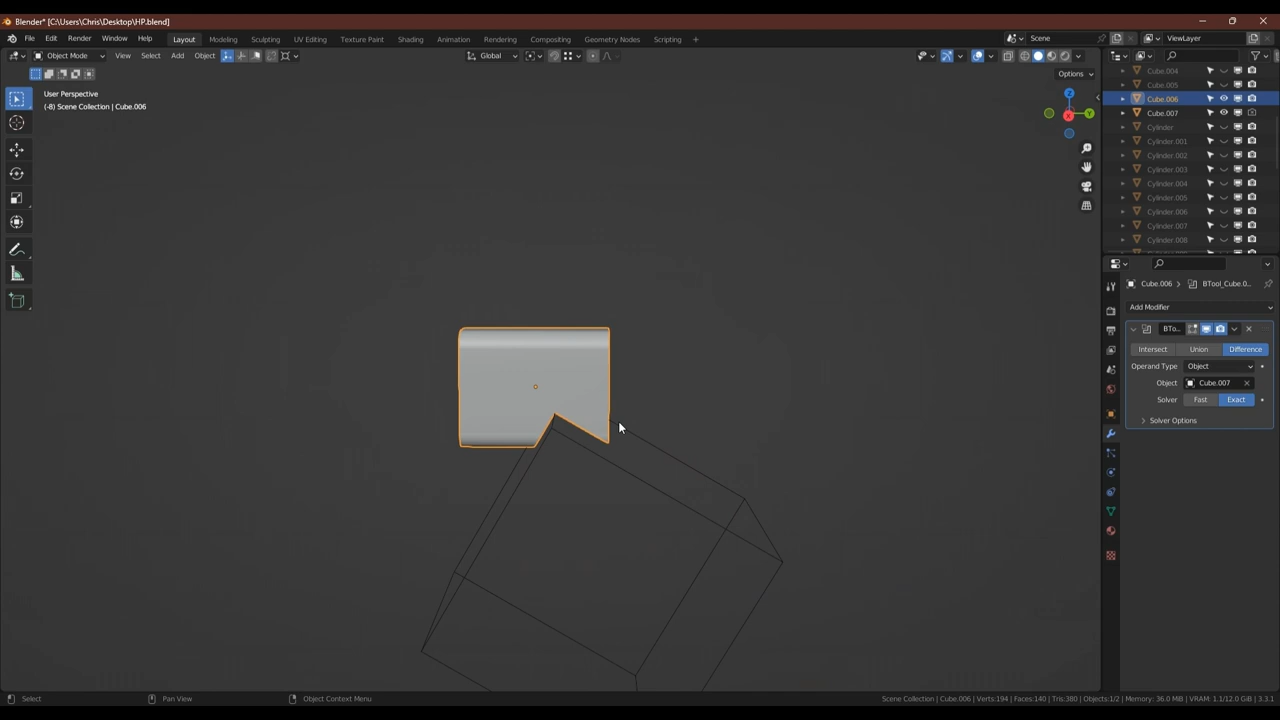 Blender* [C:\Users\Chris\Desktop\HP.blend]
File Edit Render Window Help Layout Modeling Sculpting UV Editing Texture Paint Shading Animation Rendering Compositing Geometry Nodes Scripting + Scene ViewLayer
Object Mode View Select Add Object Global
Options
User Perspective
(-8) Scene Collection | Cube.006
Z
Y
X
Cube.004
Cube.005
Cube.006
Cube.007
Cylinder
Cylinder.001
Cylinder.002
Cylinder.003
Cylinder.004
Cylinder.005
Cylinder.006
Cylinder.007
Cylinder.008
Cube.006 > BTool_Cube.0...
Add Modifier
BTo...
Intersect Union Difference
Operand Type Object
Object Cube.007
Solver Fast Exact
Solver Options
Select Pan View Object Context Menu Scene Collection | Cube.006 | Verts:194 | Faces:140 | Tris:380 | Objects:1/2 | Memory: 36.0 MiB | VRAM: 1.1/12.0 GiB | 3.3.1